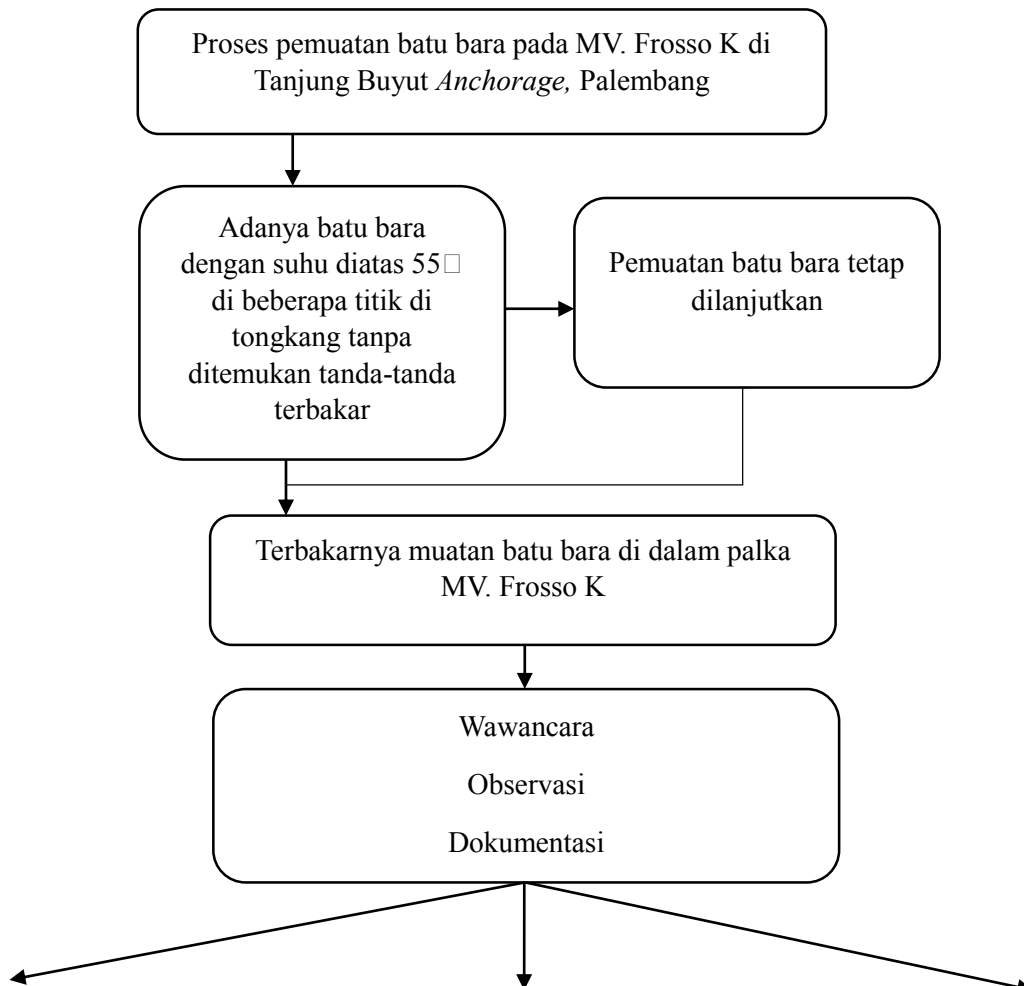 Proses pemuatan batu bara pada MV. Frosso K di
Tanjung Buyut Anchorage, Palembang
Adanya batu bara
dengan suhu diatas 55□
di beberapa titik di
tongkang tanpa
ditemukan tanda-tanda
terbakar
Pemuatan batu bara tetap
dilanjutkan
Terbakarnya muatan batu bara di dalam palka
MV. Frosso K
Wawancara
Observasi
Dokumentasi